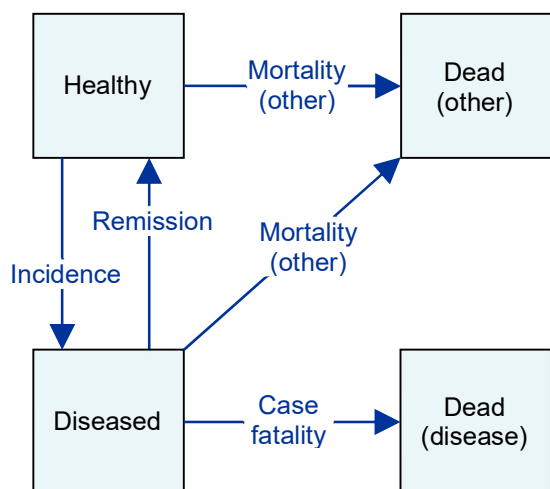 Healthy
Mortality
(other)
Dead
(other)
Remission
Mortality
(other)
Incidence
Diseased
Case
fatality
Dead
(disease)